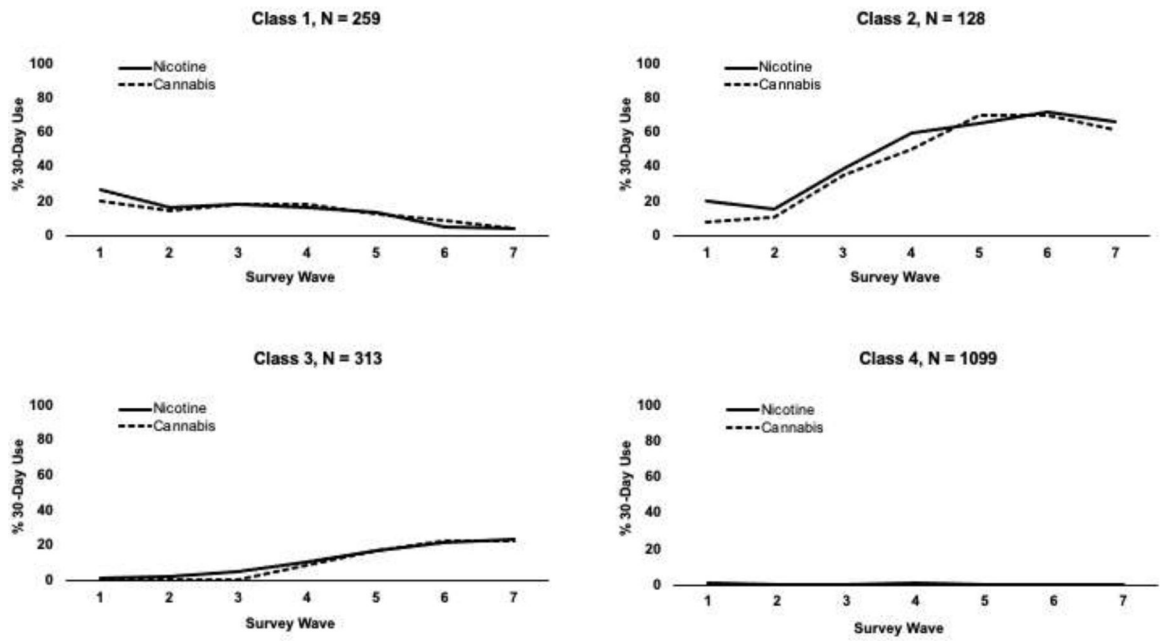 Class 1, N = 259
% 30-Day Use
100
80
60
40
20
0
Nicotine
Cannabis
1 2 3 4 5 6 7
Survey Wave
Class 2, N = 128
% 30-Day Use
100
80
60
40
20
0
Nicotine
Cannabis
1 2 3 4 5 6 7
Survey Wave
Class 3, N = 313
% 30-Day Use
100
80
60
40
20
0
Nicotine
Cannabis
1 2 3 4 5 6 7
Survey Wave
Class 4, N = 1099
% 30-Day Use
100
80
60
40
20
0
Nicotine
Cannabis
1 2 3 4 5 6 7
Survey Wave